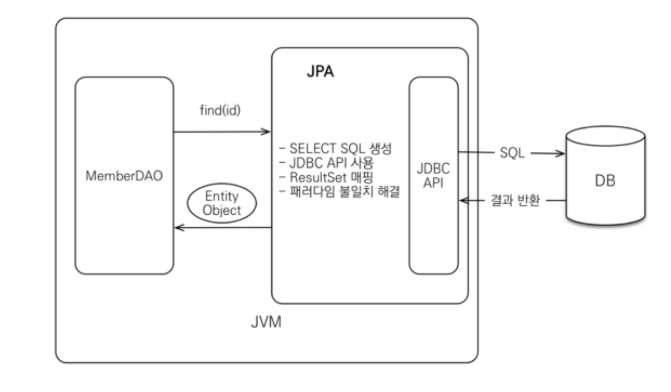 JPA
find(id)
MemberDAO
- SELECT SQL 생성
- JDBC API 사용
- ResultSet 매핑
- 패러다임 불일치 해결
Entity
Object
JDBC
API
SQL
결과 반환
DB
JVM